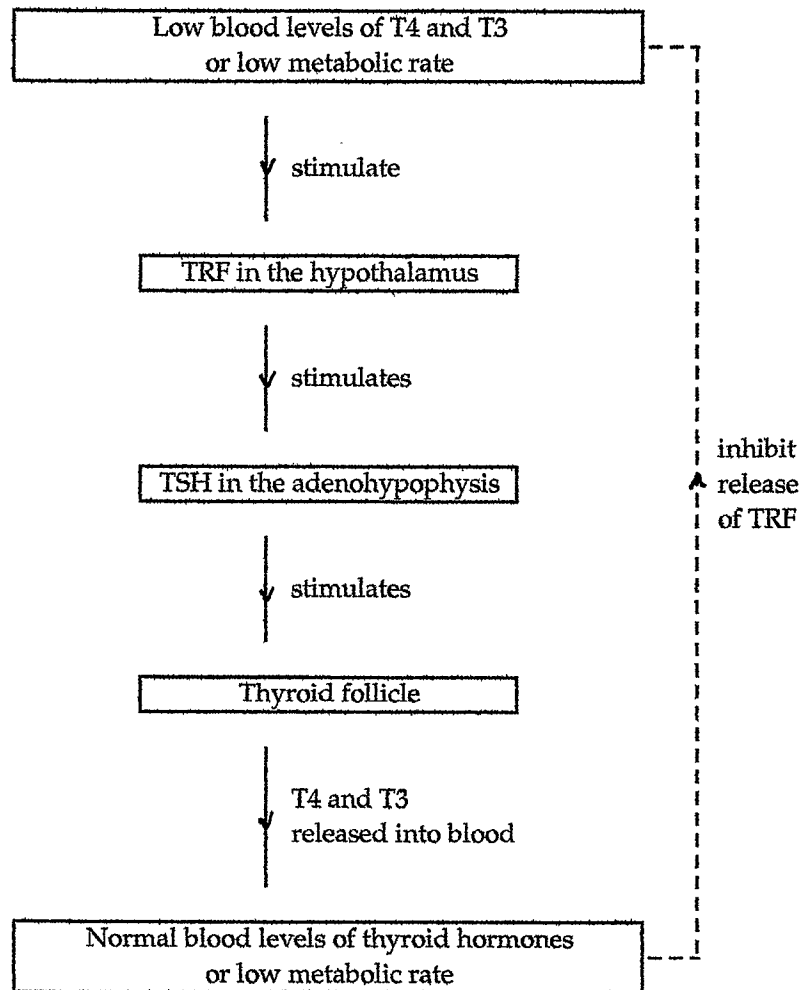 Low blood levels of T4 and T3
or low metabolic rate
stimulate
TRF in the hypothalamus
stimulates
TSH in the adenohypophysis
inhibit
release
of TRF
stimulates
Thyroid follicle
T4 and T3
released into blood
Normal blood levels of thyroid hormones
or low metabolic rate